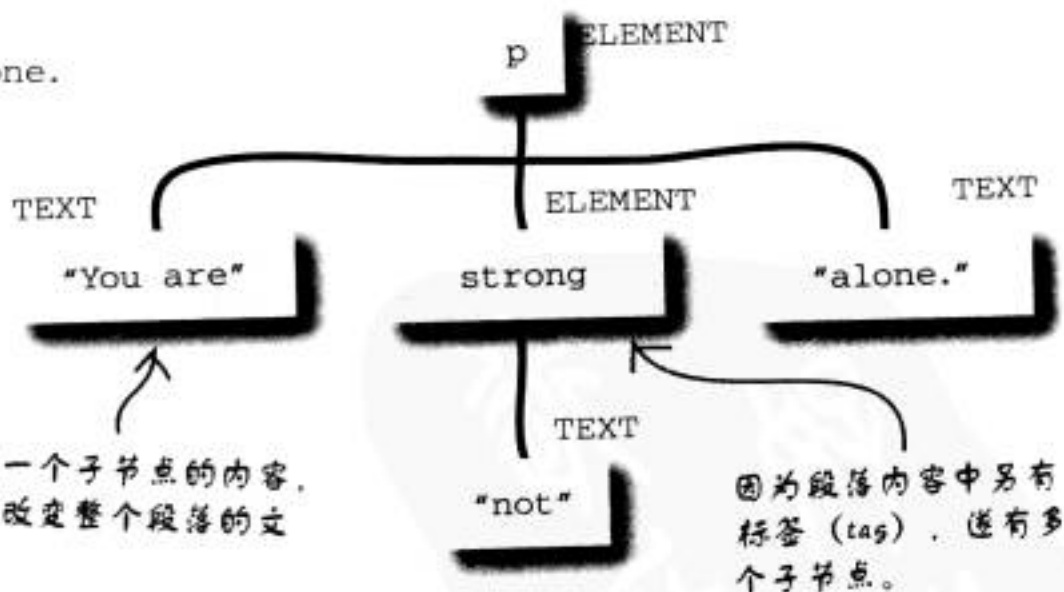 p ELEMENT
one.
TEXT
ELEMENT
TEXT
"You are"
strong
"alone."
TEXT
"not"
一个子节点的内容，
改变整个段落的文
因为段落内容中另有
标签（tag），遂有多
个子节点。